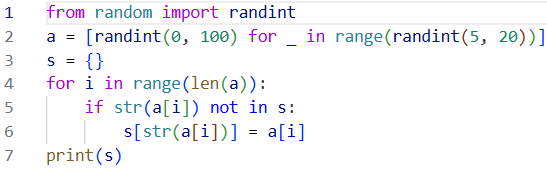 1 from random import randint
2 a = [randint(0, 100) for _ in range(randint(5, 20))]
3 s = {}
4 for i in range(len(a)):
5     if str(a[i]) not in s:
6         s[str(a[i])] = a[i]
7 print(s)